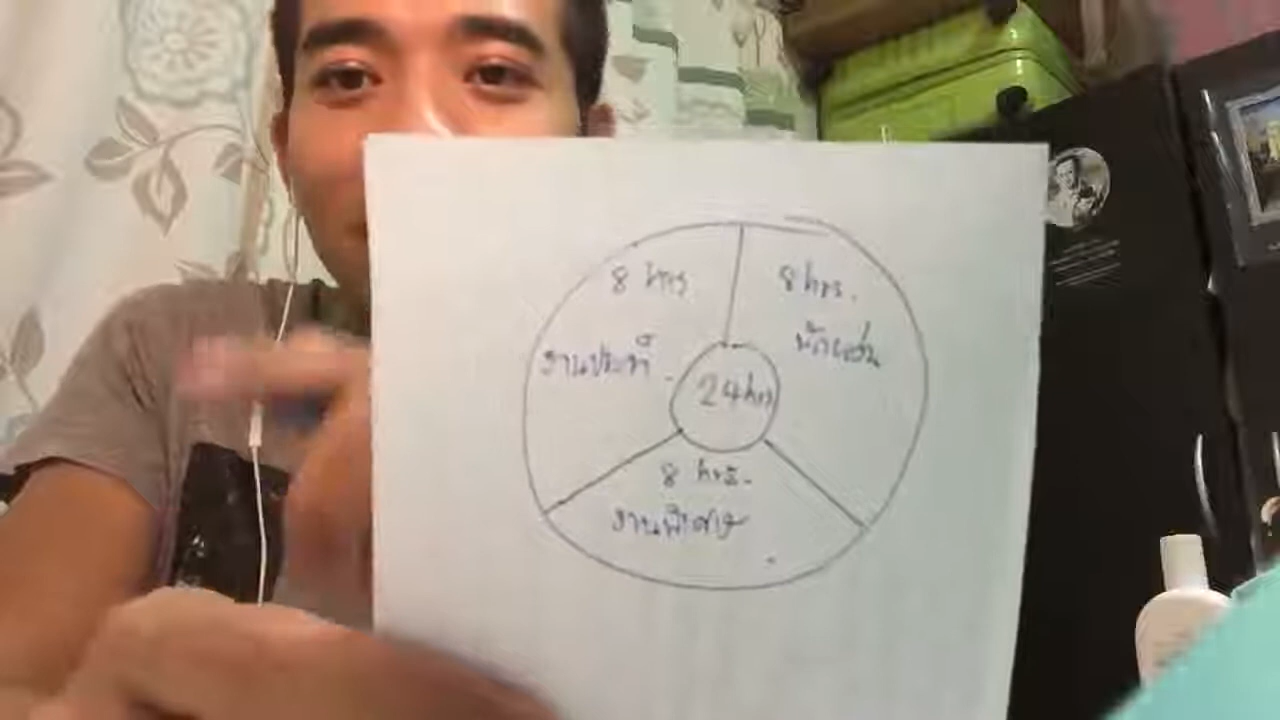 8 hrs
งานประจำ
8 hrs.
พักผ่อน
24 hrs
8 hrs.
งานพิเศษ